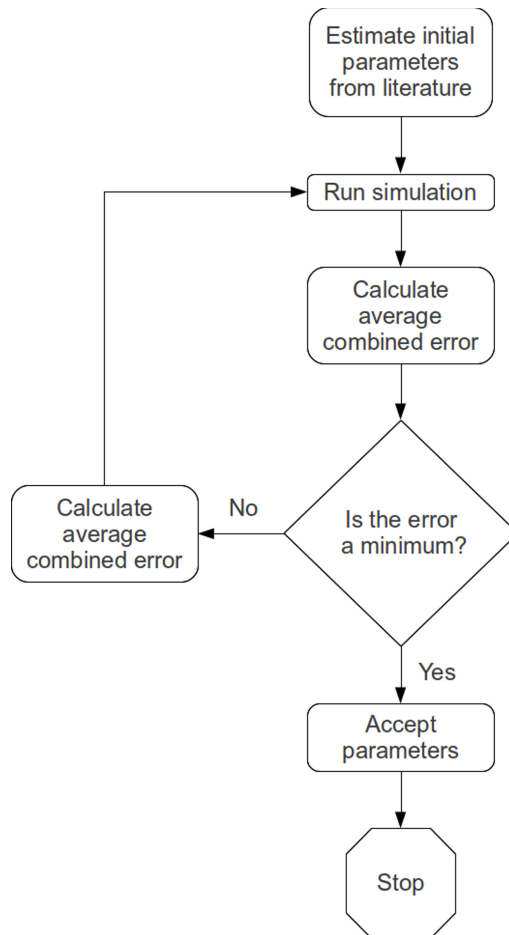 Estimate initial
parameters
from literature
Run simulation
Calculate
average
combined error
Is the error
a minimum?
No
Calculate
average
combined error
Yes
Accept
parameters
Stop